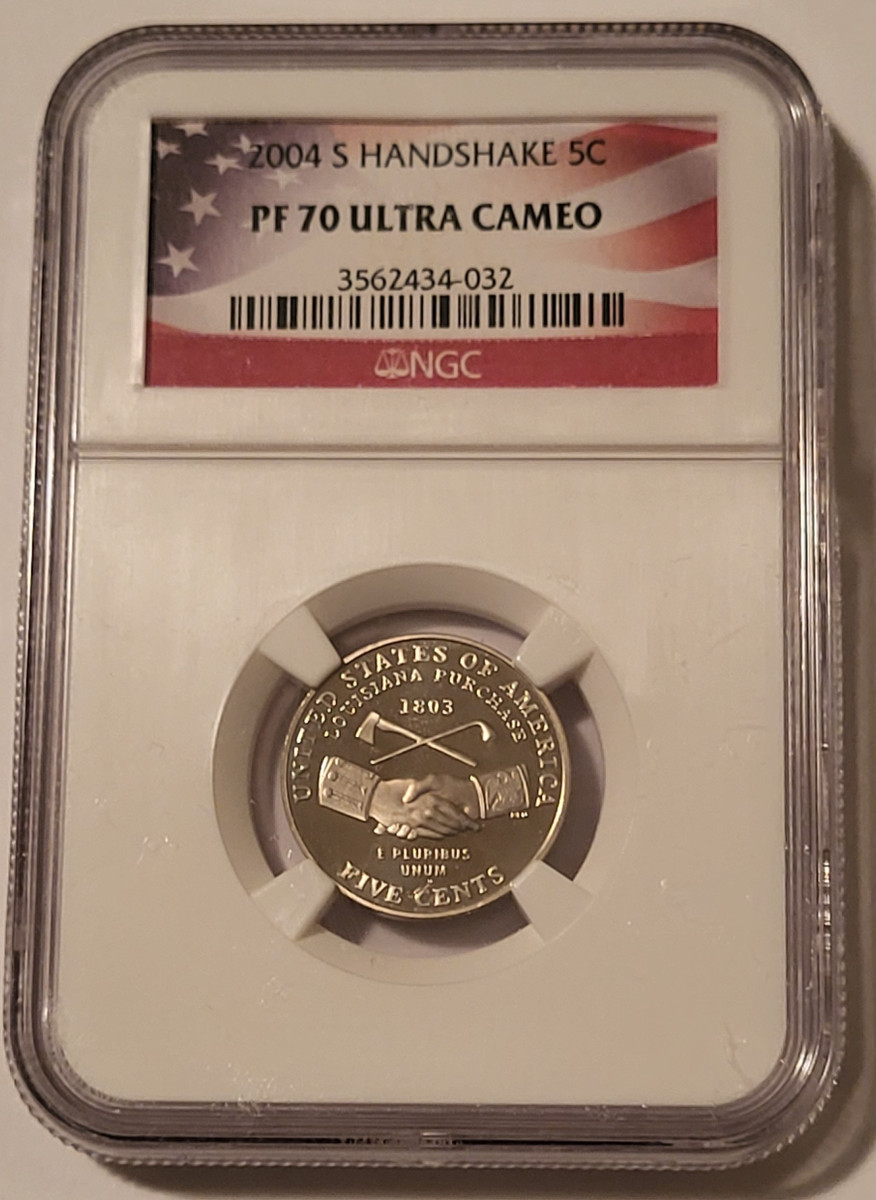 2004 S HANDSHAKE 5C
PF 70 ULTRA CAMEO
3562434-032
NGC
UNITED STATES OF AMERICA
LOUISIANA PURCHASE
1803
E PLURIBUS
UNUM
FIVE CENTS